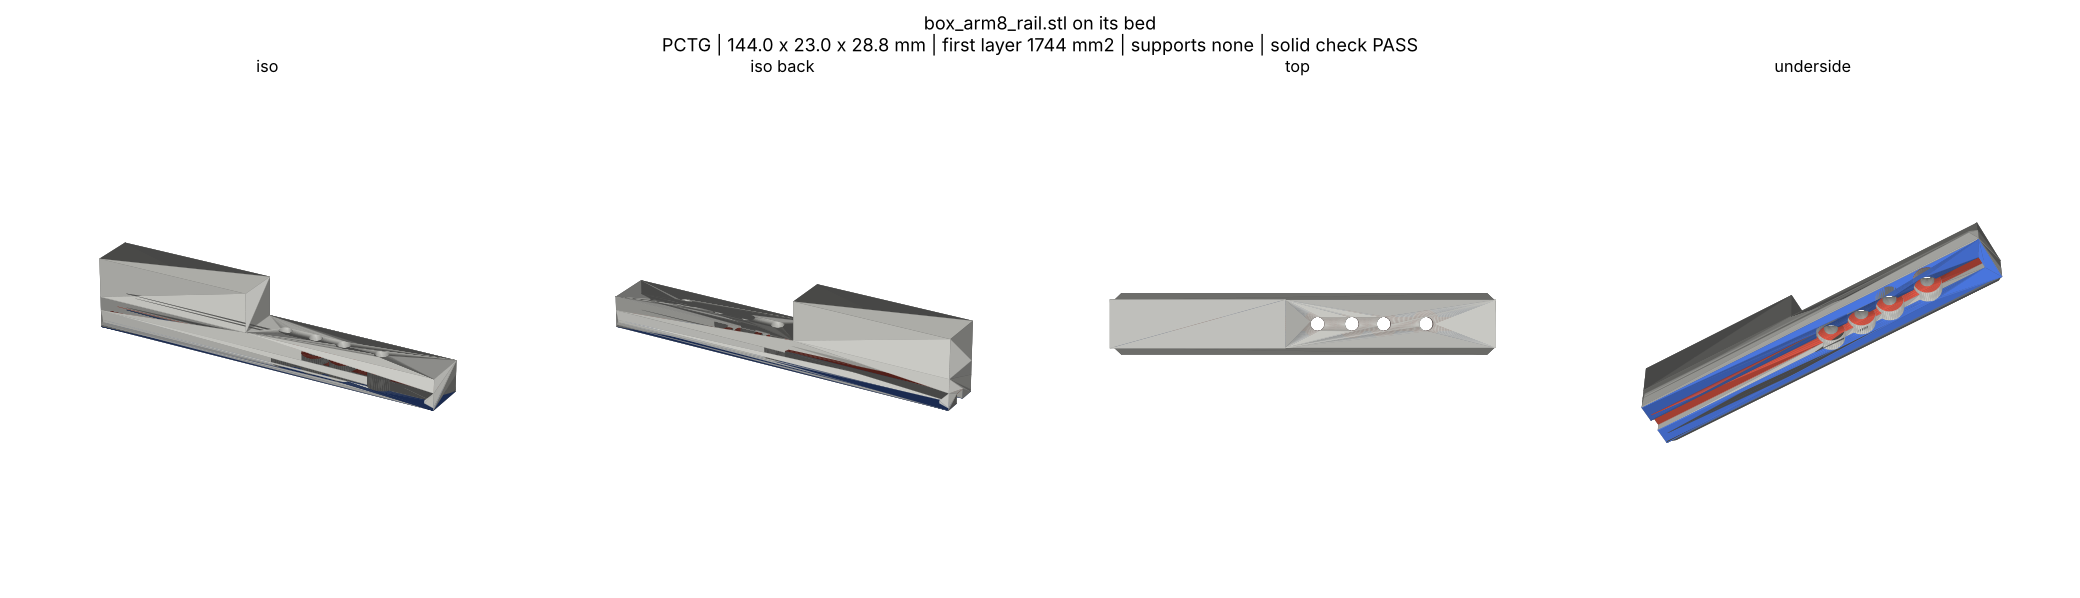 box_arm8_rail.stl on its bed
PCTG | 144.0 x 23.0 x 28.8 mm | first layer 1744 mm2 | supports none | solid check PASS
iso
iso back
top
underside